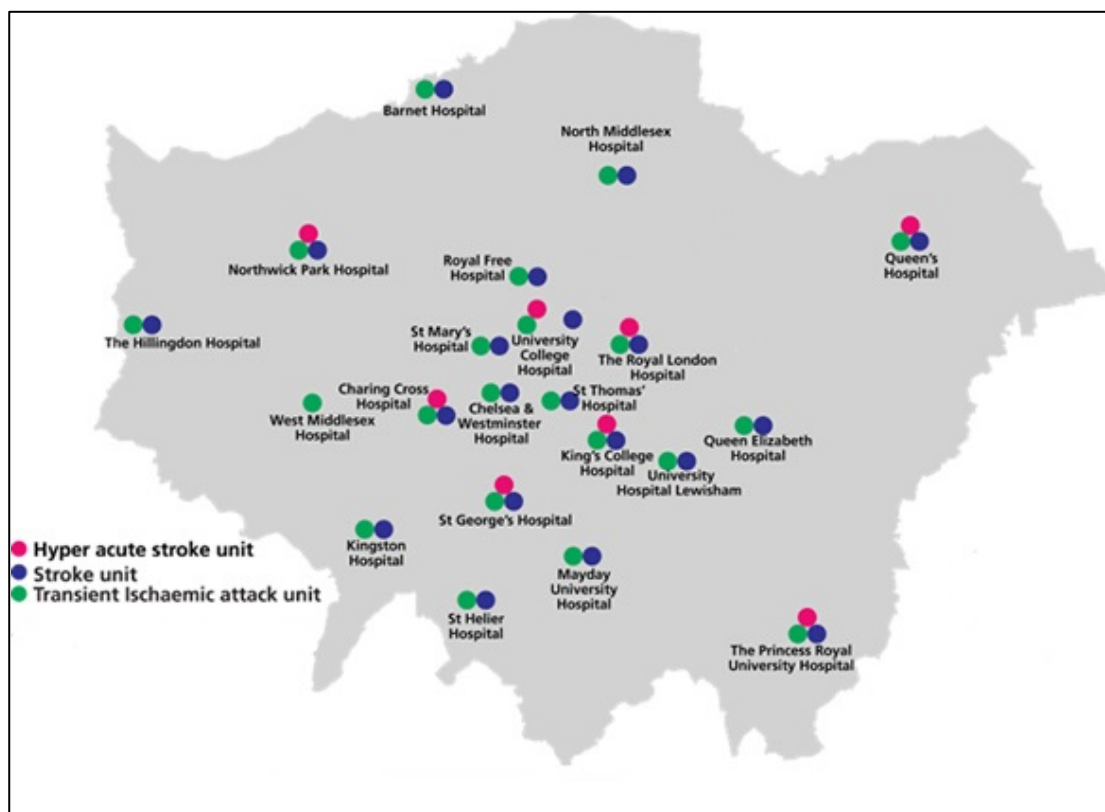 Barnet Hospital
North Middlesex
Hospital
Northwick Park Hospital
Queen's
Hospital
Royal Free
Hospital
The Hillingdon Hospital
St Mary's
Hospital
University
College
Hospital
The Royal London
Hospital
Charing Cross
Hospital
West Middlesex
Hospital
Chelsea &
Westminster
Hospital
St Thomas'
Hospital
King's College
Hospital
Queen Elizabeth
Hospital
University
Hospital Lewisham
St George's Hospital
Kingston
Hospital
Mayday
University
Hospital
St Helier
Hospital
The Princess Royal
University Hospital
Hyper acute stroke unit
Stroke unit
Transient Ischaemic attack unit